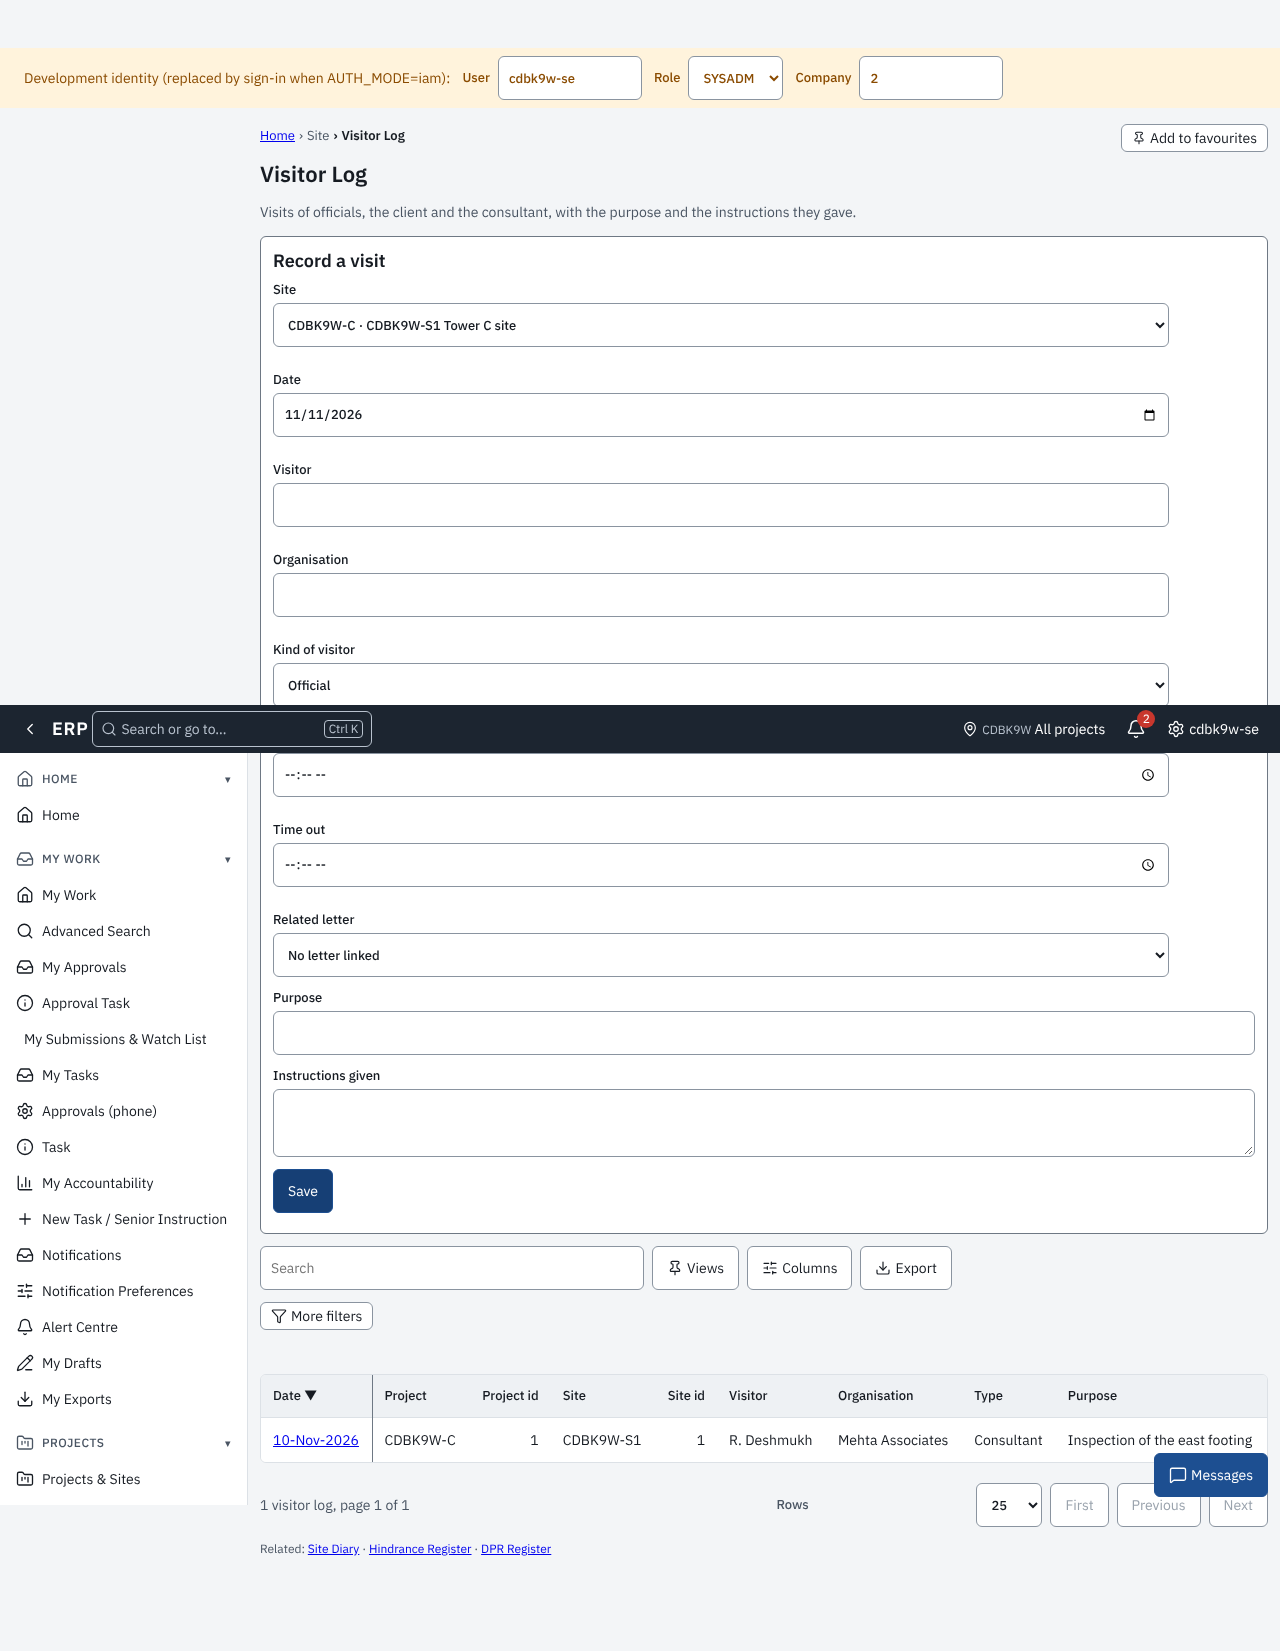 Development identity (replaced by sign-in when AUTH_MODE=iam): User cdbk9w-se Role SYSADM Company 2
Home › Site › Visitor Log
Add to favourites
Visitor Log
Visits of officials, the client and the consultant, with the purpose and the instructions they gave.
Record a visit
Site
CDBK9W-C · CDBK9W-S1 Tower C site
Date
11/11/2026
Visitor
Organisation
Kind of visitor
Official
ERP Search or go to... Ctrl K CDBK9W All projects 2 cdbk9w-se
--:-- --
Time out
--:-- --
Related letter
No letter linked
Purpose
Instructions given
Save
HOME
Home
MY WORK
My Work
Advanced Search
My Approvals
Approval Task
My Submissions & Watch List
My Tasks
Approvals (phone)
Task
My Accountability
New Task / Senior Instruction
Notifications
Notification Preferences
Alert Centre
My Drafts
My Exports
PROJECTS
Projects & Sites
Search Views Columns Export
More filters
Date ▼ Project Project id Site Site id Visitor Organisation Type Purpose
10-Nov-2026 CDBK9W-C 1 CDBK9W-S1 1 R. Deshmukh Mehta Associates Consultant Inspection of the east footing
Messages
1 visitor log, page 1 of 1 Rows 25 First Previous Next
Related: Site Diary · Hindrance Register · DPR Register